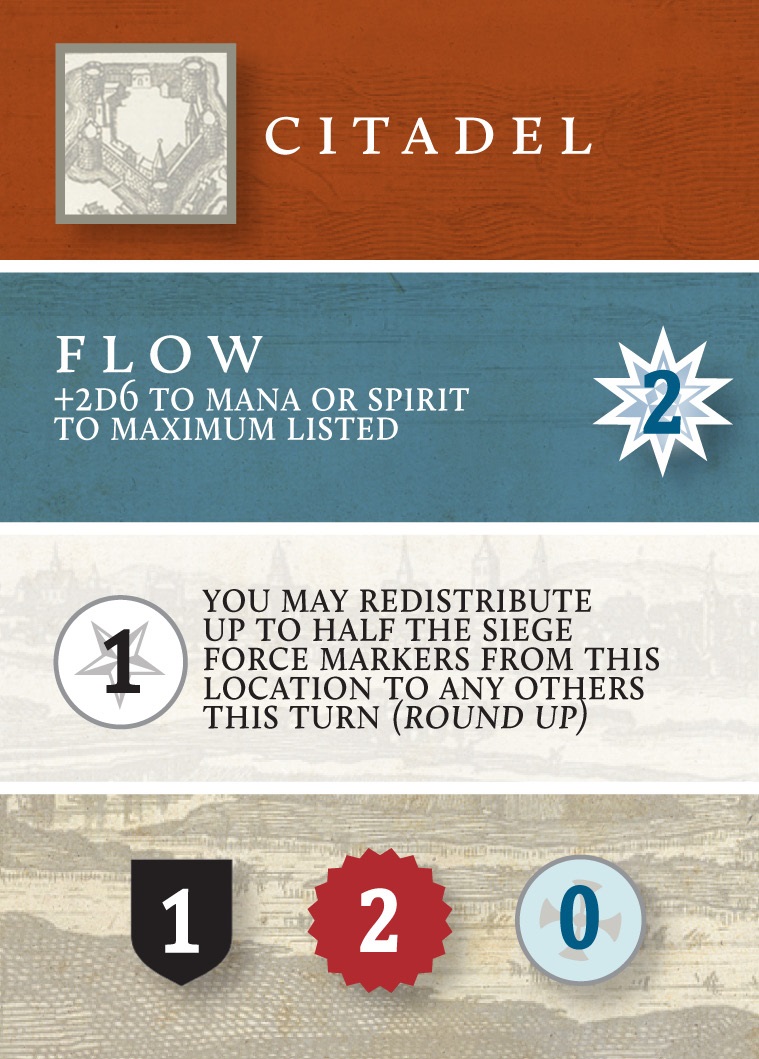 CITADEL
FLOW
+2D6 TO MANA OR SPIRIT
TO MAXIMUM LISTED
2
1
YOU MAY REDISTRIBUTE
UP TO HALF THE SIEGE
FORCE MARKERS FROM THIS
LOCATION TO ANY OTHERS
THIS TURN (ROUND UP)
1 2 0